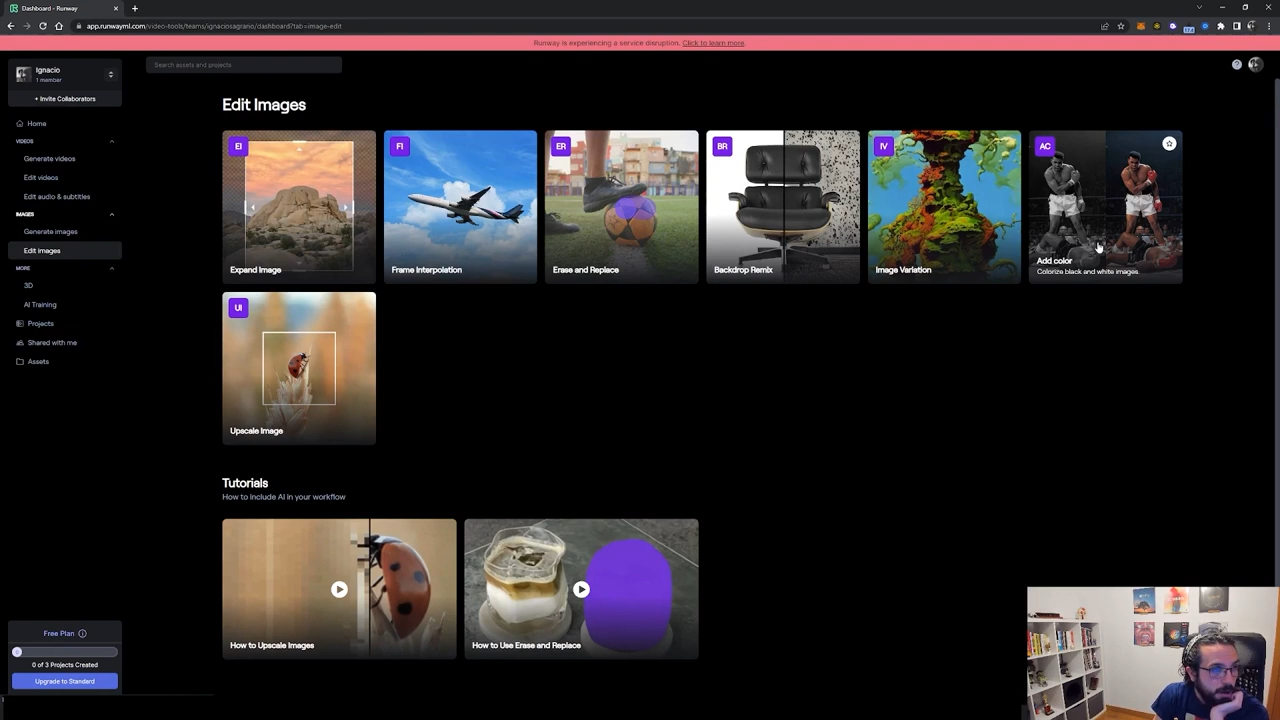 Dashboard - Runway
app.runwayml.com/video-tools/teams/ignaciosagrario/dashboard?tab=image-edit
Runway is experiencing a service disruption. Click to learn more.
Ignacio
1 member
+ Invite Collaborators
Search assets and projects
Home
VIDEOS
Generate videos
Edit videos
Edit audio & subtitles
IMAGES
Generate images
Edit images
MORE
3D
AI Training
Projects
Shared with me
Assets
Free Plan
0 of 3 Projects Created
Upgrade to Standard
Edit Images
EI
Expand Image
FI
Frame Interpolation
ER
Erase and Replace
BR
Backdrop Remix
IV
Image Variation
AC
Add color
Colorize black and white images.
UI
Upscale Image
Tutorials
How to include AI in your workflow
How to Upscale Images
How to Use Erase and Replace